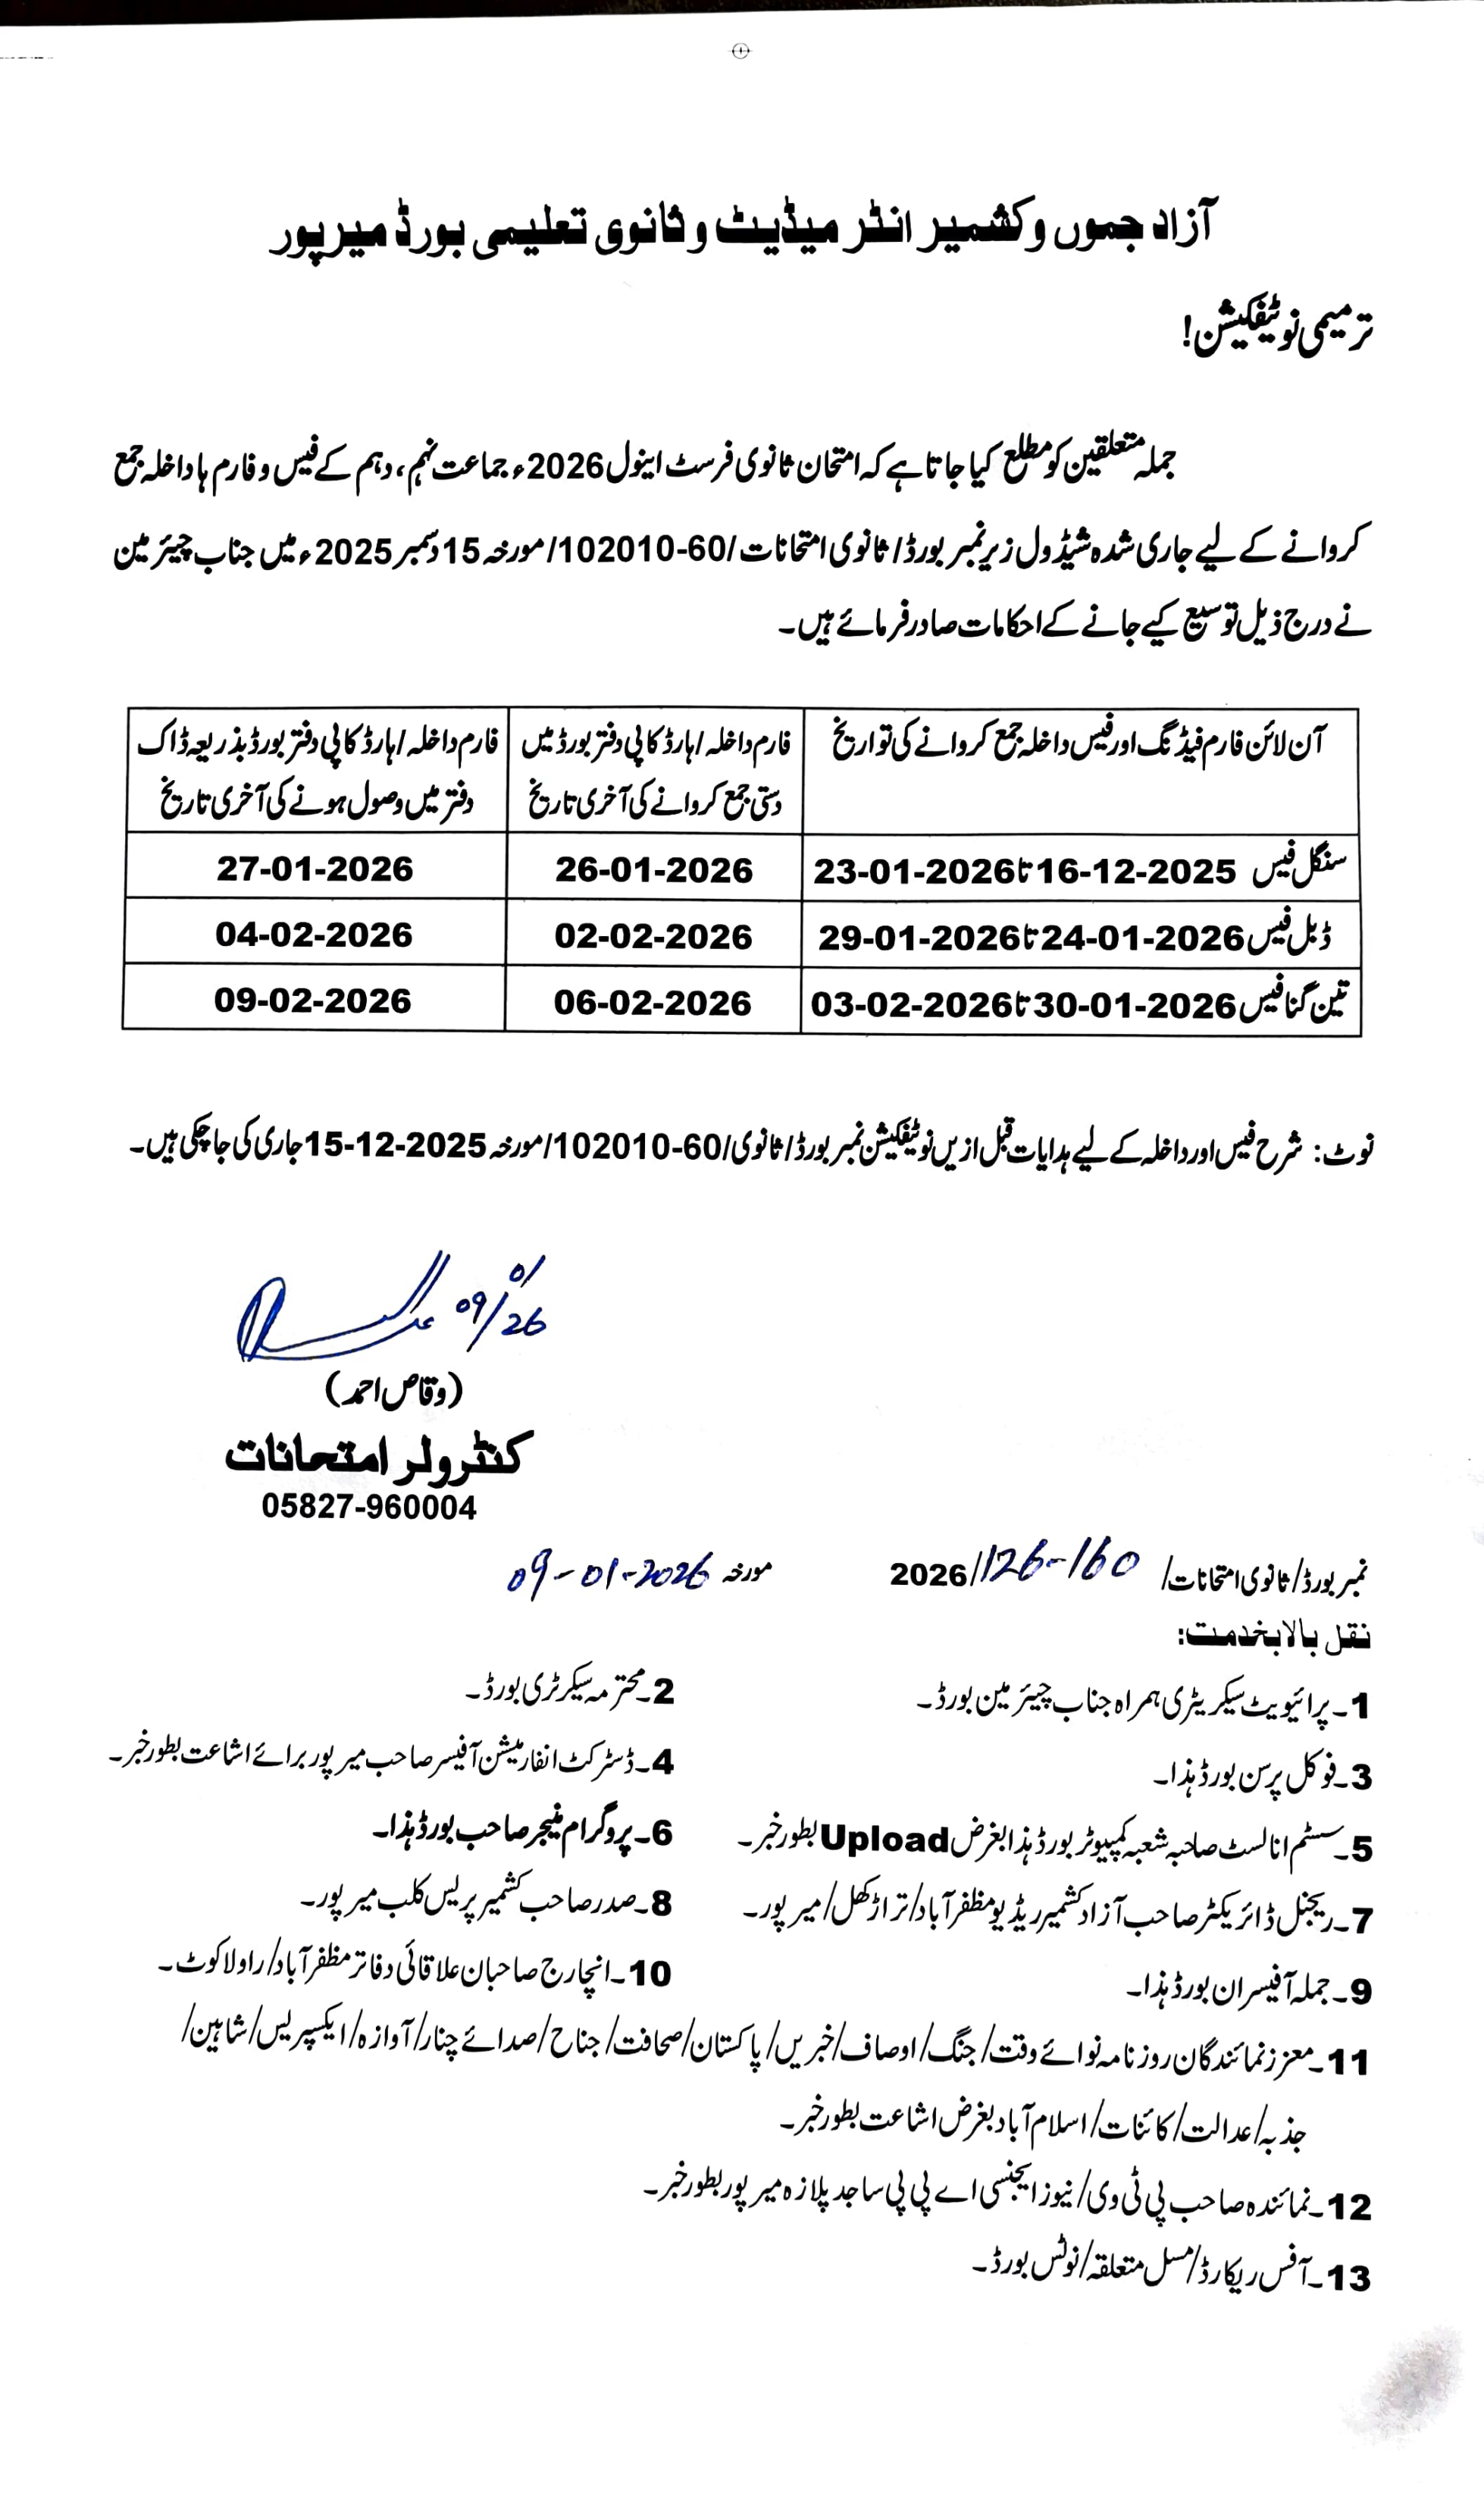 آزاد جموں و کشمیر انٹر میڈیٹ و ثانوی تعلیمی بورڈ میرپور
ترمیمی نوٹیفکیشن!
جملہ متعلقین کو مطلع کیا جاتا ہے کہ امتحان ثانوی فرسٹ اینول 2026ء جماعت نہم، دہم کے فیس و فارم ہا داخلہ جمع
کروانے کے لیے جاری شدہ شیڈول زیر نمبر بورڈ/ثانوی امتحانات/102010-60/مورخہ 15 دسمبر 2025ء میں جناب چیئرمین
نے درج ذیل توسیع کیے جانے کے احکامات صادر فرمائے ہیں۔
آن لائن فارم فیڈنگ اور فیس داخلہ جمع کروانے کی تواریخ | فارم داخلہ/ہارڈ کاپی دفتر بورڈ میں دستی جمع کروانے کی آخری تاریخ | فارم داخلہ/ہارڈ کاپی دفتر بورڈ بذریعہ ڈاک دفتر میں وصول ہونے کی آخری تاریخ
سنگل فیس 16-12-2025 تا 23-01-2026 | 26-01-2026 | 27-01-2026
ڈبل فیس 24-01-2026 تا 29-01-2026 | 02-02-2026 | 04-02-2026
تین گنا فیس 30-01-2026 تا 03-02-2026 | 06-02-2026 | 09-02-2026
نوٹ: شرح فیس اور داخلہ کے لیے ہدایات قبل ازیں نوٹیفکیشن نمبر بورڈ/ثانوی/102010-60/مورخہ 15-12-2025 جاری کی جا چکی ہیں۔
09/01/26
(وقاص احمد)
کنٹرولر امتحانات
05827-960004
نمبر بورڈ/ثانوی امتحانات/ 126-160/2026 مورخہ 09-01-2026
نقل بالا بخدمت:
1۔ پرائیویٹ سیکریٹری ہمراہ جناب چیئرمین بورڈ۔ 2۔ محترمہ سیکرٹری بورڈ۔
3۔ فوکل پرسن بورڈ ہذا۔ 4۔ ڈسٹرکٹ انفارمیشن آفیسر صاحب میرپور برائے اشاعت بطور خبر۔
5۔ سسٹم انالسٹ صاحبہ شعبہ کمپیوٹر بورڈ ہذا بغرض Upload بطور خبر۔ 6۔ پروگرام منیجر صاحب بورڈ ہذا۔
7۔ ریجنل ڈائریکٹر صاحب آزاد کشمیر ریڈیو مظفرآباد/تراڑکھل/میرپور۔ 8۔ صدر صاحب کشمیر پریس کلب میرپور۔
9۔ جملہ آفیسران بورڈ ہذا۔ 10۔ انچارج صاحبان علاقائی دفاتر مظفرآباد/راولاکوٹ۔
11۔ معزز نمائندگان روزنامہ نوائے وقت/جنگ/اوصاف/خبریں/پاکستان/صحافت/جناح/صدائے چنار/آوازہ/ایکسپریس/شاہین/
جذبہ/عدالت/کائنات/اسلام آباد بغرض اشاعت بطور خبر۔
12۔ نمائندہ صاحب پی ٹی وی/نیوز ایجنسی اے پی پی ساجد پلازہ میرپور بطور خبر۔
13۔ آفس ریکارڈ/مسل متعلقہ/نوٹس بورڈ۔